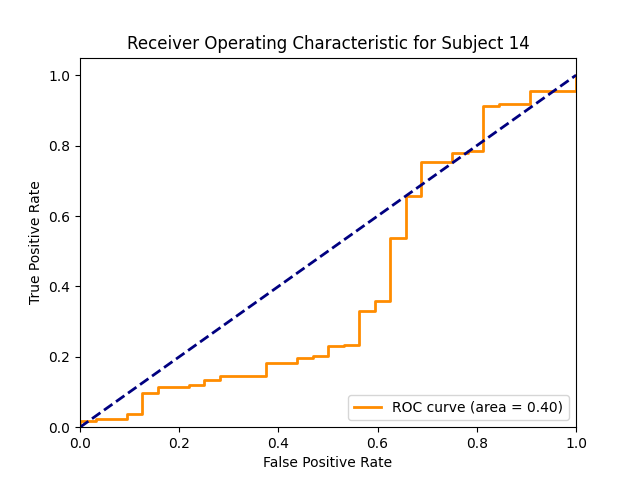 Receiver Operating Characteristic for Subject 14
True Positive Rate
1.0
0.8
0.6
0.4
0.2
0.0
ROC curve (area = 0.40)
0.0 0.2 0.4 0.6 0.8 1.0
False Positive Rate